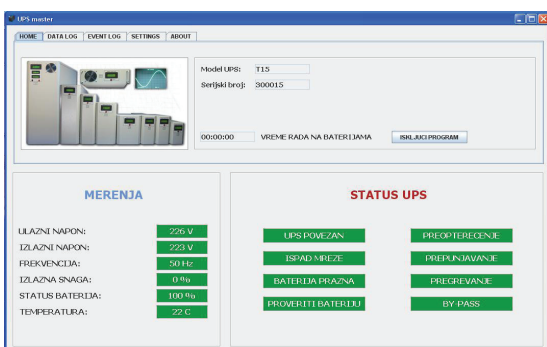 UPS master
HOME DATA LOG EVENT LOG SETTINGS ABOUT
Model UPS: T15
Serijski broj: 300015
00:00:00 VREME RADA NA BATERIJAMA ISKLJUCI PROGRAM
MERENJA
ULAZNI NAPON: 226 V
IZLAZNI NAPON: 223 V
FREKVENCIJA: 50 Hz
IZLAZNA SNAGA: 0 %
STATUS BATERIJA: 100 %
TEMPERATURA: 22 C
STATUS UPS
UPS POVEZAN PREOPTERECENJE
ISPAD MREZE PREPUNJAVANJE
BATERIJA PRAZNA PREGREVANJE
PROVERITI BATERIJU BY-PASS